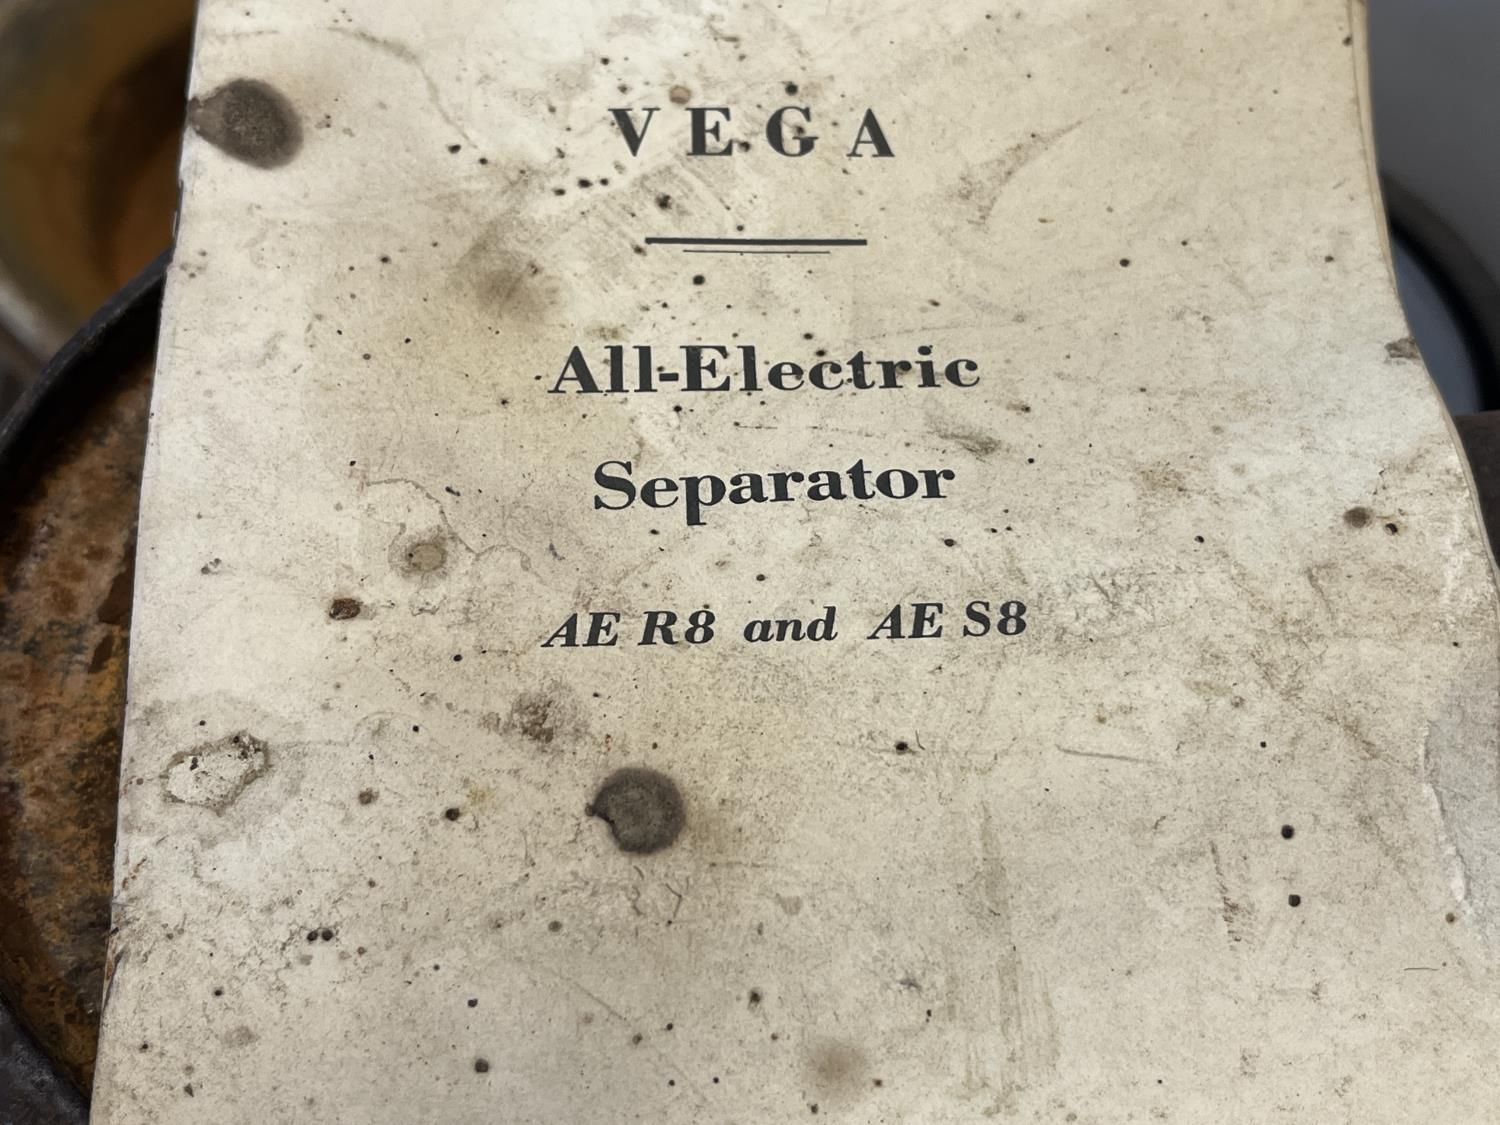 VEGA
All-Electric
Separator
AE R8 and AE S8